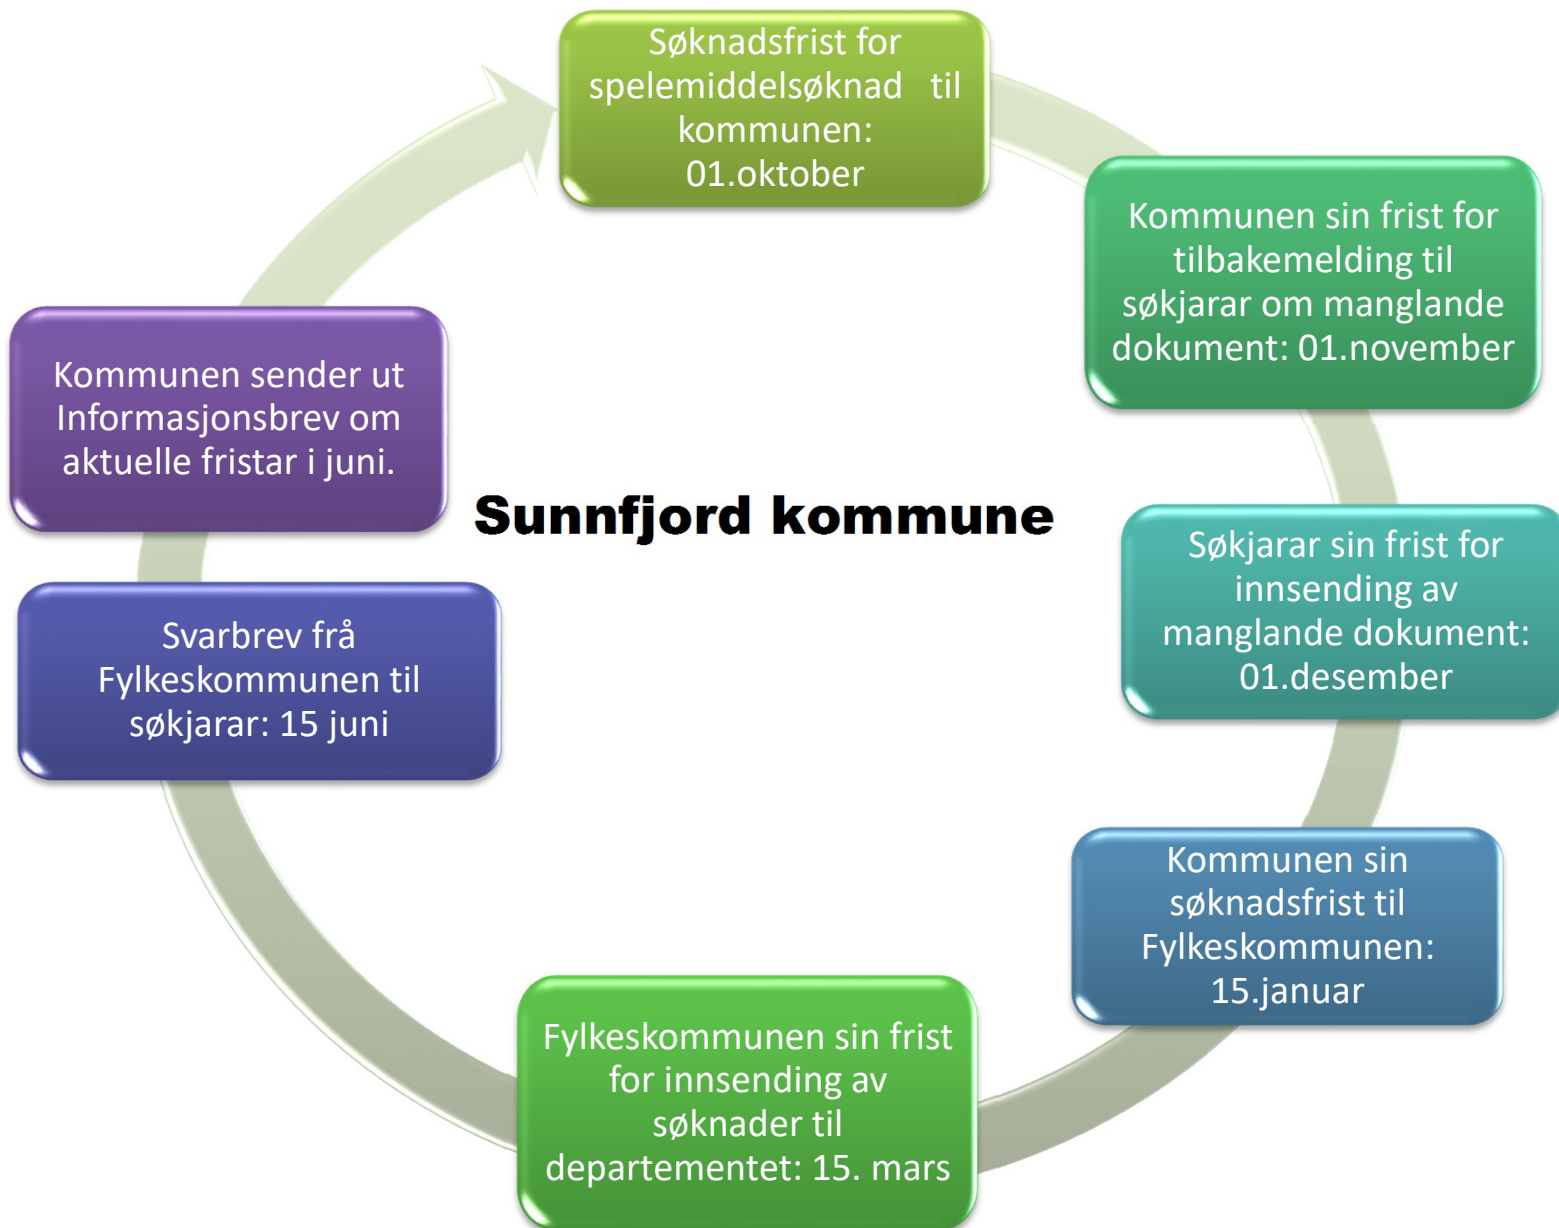 Søknadsfrist for
spelemiddelsøknad til
kommunen:
01.oktober
Kommunen sin frist for
tilbakemelding til
søkjarar om manglande
dokument: 01.november
Søkjarar sin frist for
innsending av
manglande dokument:
01.desember
Kommunen sin
søknadsfrist til
Fylkeskommunen:
15.januar
Fylkeskommunen sin frist
for innsending av
søknader til
departementet: 15. mars
Svarbrev frå
Fylkeskommunen til
søkjarar: 15 juni
Kommunen sender ut
Informasjonsbrev om
aktuelle fristar i juni.
Sunnfjord kommune